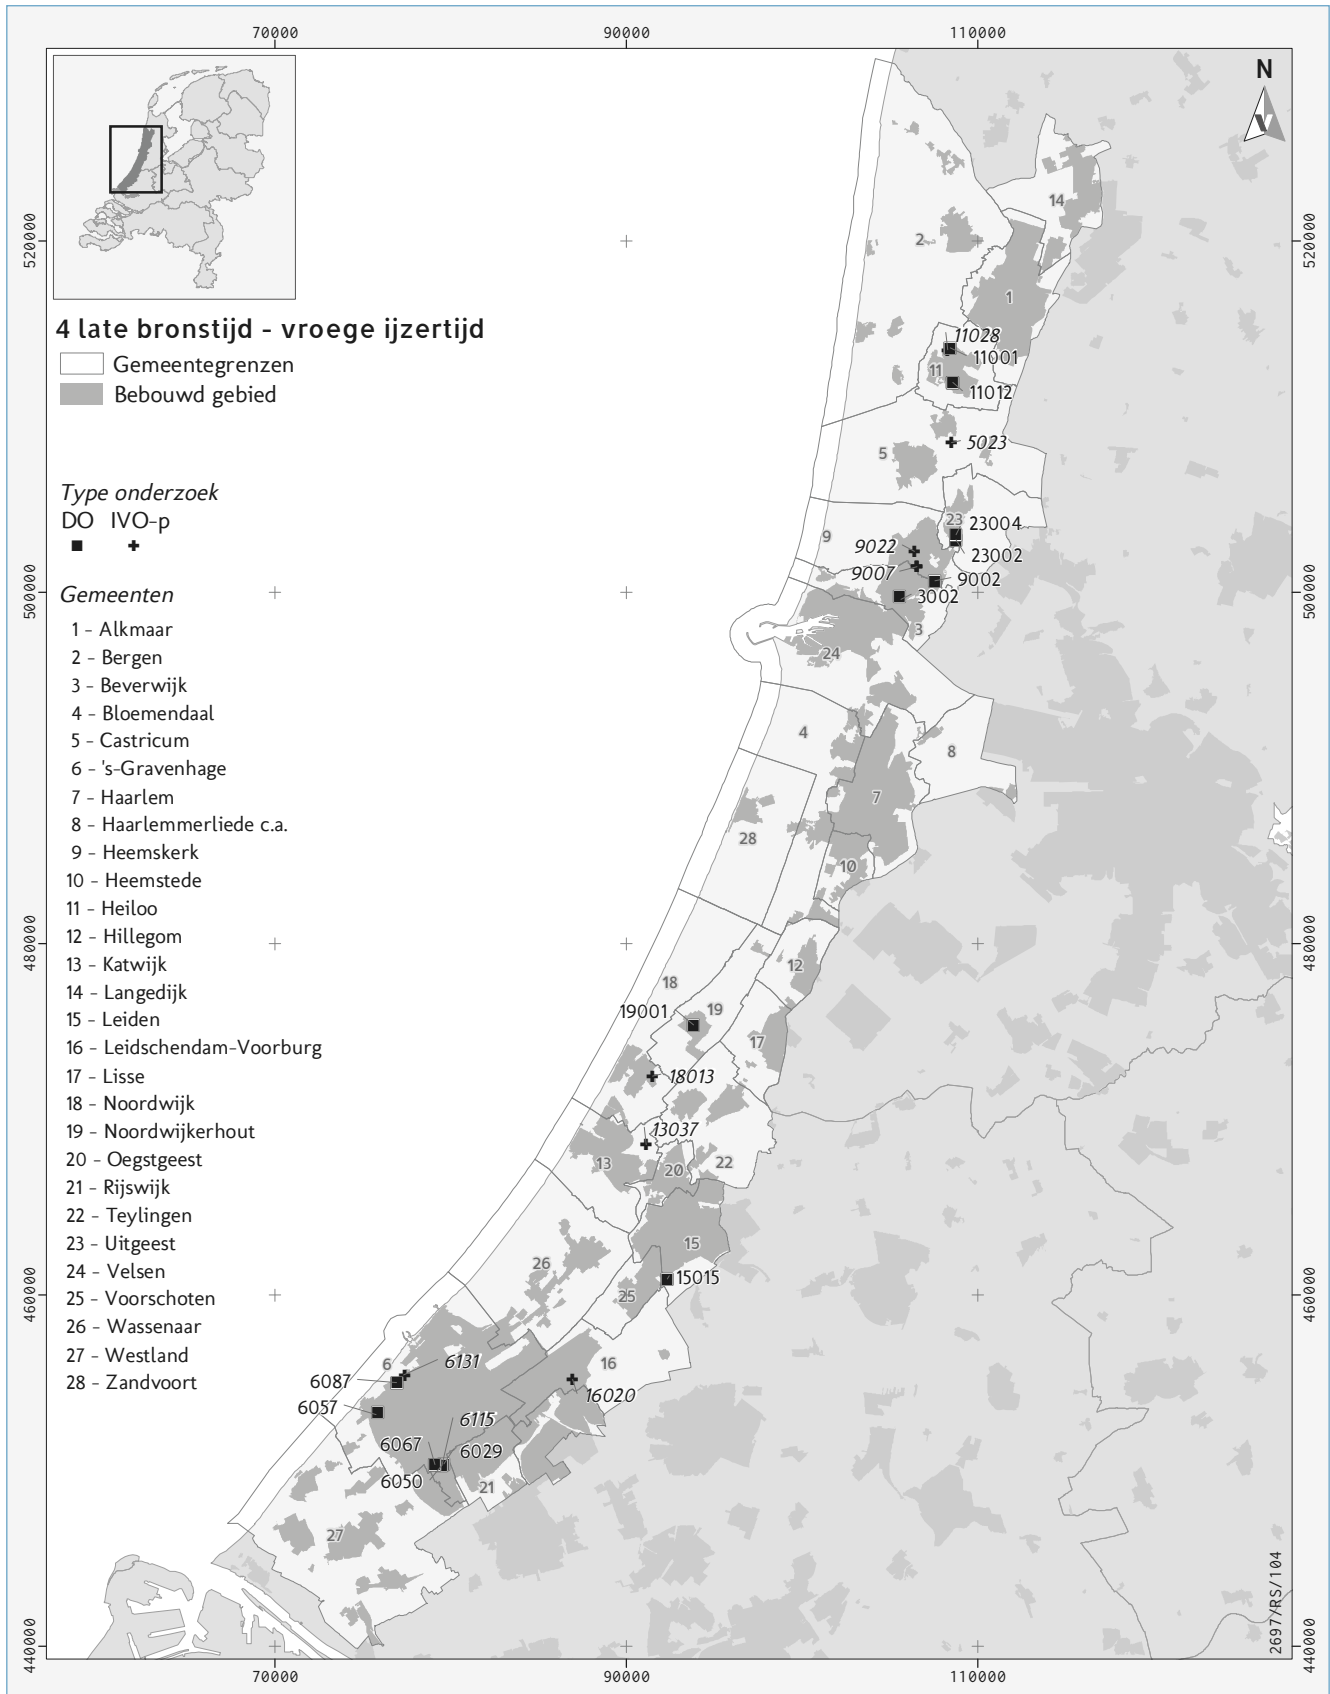 70000
90000
110000
N
520000
520000
14
2
1
4 late bronstijd - vroege ijzertijd
Gemeentegrenzen
Bebouwd gebied
11028
11001
11
11012
5023
5
Type onderzoek
DO IVO-p
23
23004
23002
9
9022
9007
9002
3002
3
24
500000
500000
Gemeenten
1 - Alkmaar
2 - Bergen
3 - Beverwijk
4 - Bloemendaal
5 - Castricum
6 - 's-Gravenhage
7 - Haarlem
8 - Haarlemmerliede c.a.
9 - Heemskerk
10 - Heemstede
11 - Heiloo
12 - Hillegom
13 - Katwijk
14 - Langedijk
15 - Leiden
16 - Leidschendam-Voorburg
17 - Lisse
18 - Noordwijk
19 - Noordwijkerhout
20 - Oegstgeest
21 - Rijswijk
22 - Teylingen
23 - Uitgeest
24 - Velsen
25 - Voorschoten
26 - Wassenaar
27 - Westland
28 - Zandvoort
4
8
7
28
10
480000
480000
12
18
19001
19
17
18013
13037
13
20
22
15
26
15015
25
460000
460000
6
6131
16
6087
16020
6057
6115
6067
6029
6050
21
27
440000
440000
2697/RS/104
70000
90000
110000